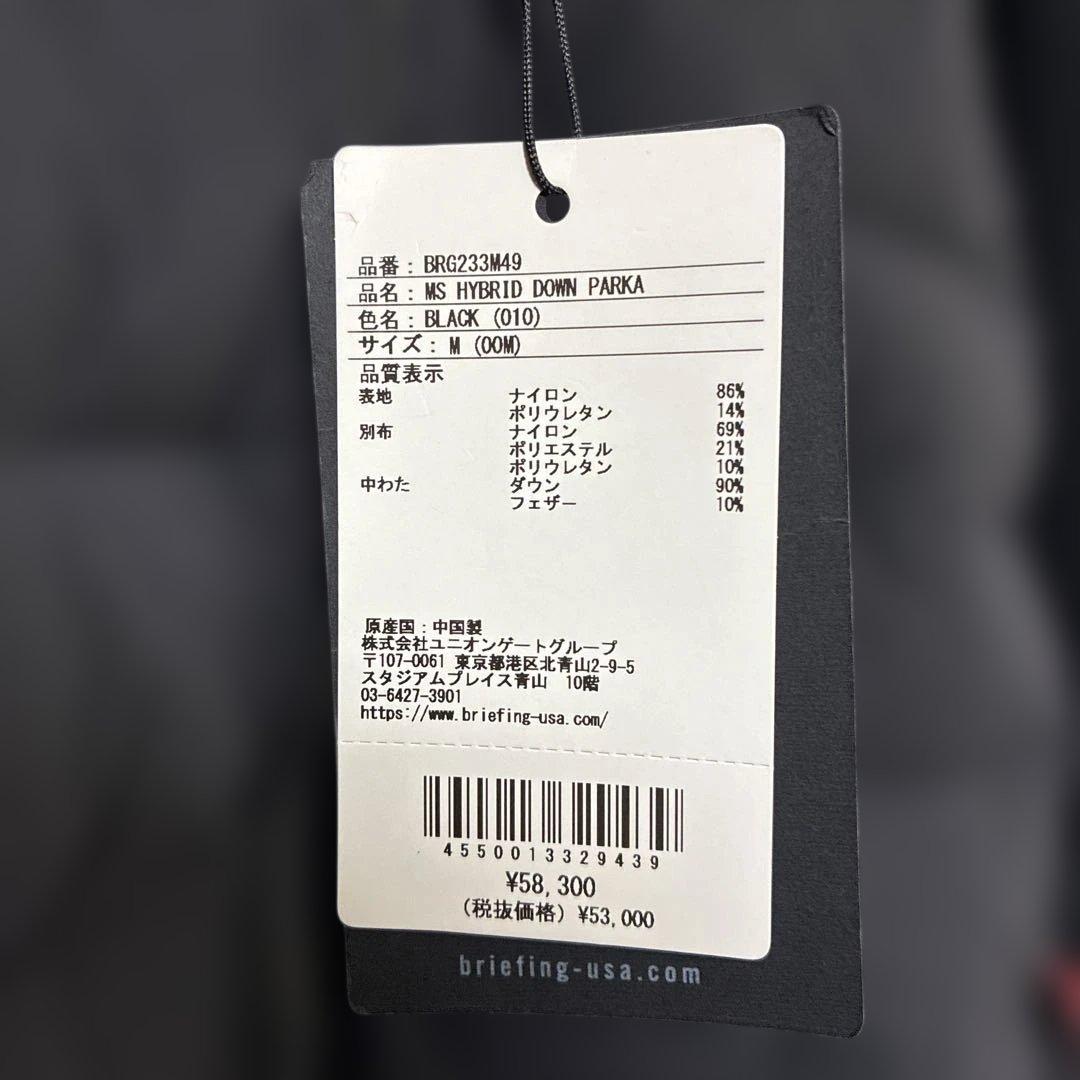 品番：BRG233M49
品名：MS HYBRID DOWN PARKA
色名：BLACK (010)
サイズ：M (00M)
品質表示
表地 ナイロン 86%
ポリウレタン 14%
別布 ナイロン 69%
ポリエステル 21%
ポリウレタン 10%
中わた ダウン 90%
フェザー 10%
原産国：中国製
株式会社ユニオンゲートグループ
〒107-0061 東京都港区北青山2-9-5
スタジアムプレイス青山 10階
03-6427-3901
https://www.briefing-usa.com/
4550013329439
¥58,300
（税抜価格）¥53,000
briefing-usa.com